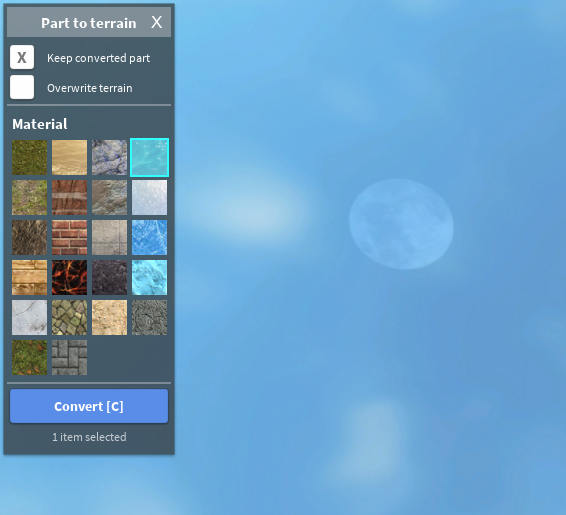 Part to terrain X
X Keep converted part
Overwrite terrain
Material
Convert [C]
1 item selected